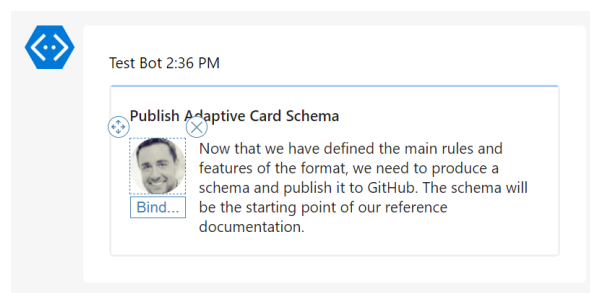 Test Bot 2:36 PM
Publish Adaptive Card Schema
Now that we have defined the main rules and
features of the format, we need to produce a
schema and publish it to GitHub. The schema will
be the starting point of our reference
documentation.
Bind...